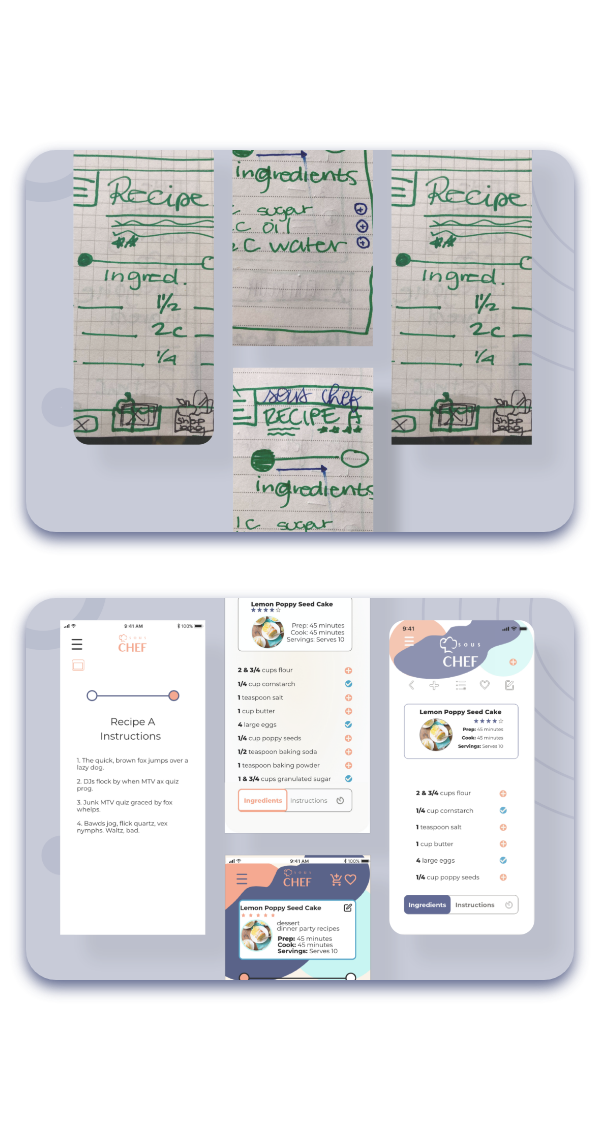 Recipe
Ingred.
1 1/2
2 C
1/4
ingredients
C sugar
C oil
C water
sous chef
RECIPE A
ingredients
1 C sugar
Recipe
Ingred.
1 1/2
2 C
1/4
shop
9:41 AM
100%
SOUS
CHEF
Recipe A
Instructions
1. The quick, brown fox jumps over a
lazy dog.
2. DJs flock by when MTV ax quiz
prog.
3. Junk MTV quiz graced by fox
whelps.
4. Bawds jog, flick quartz, vex
nymphs. Waltz, bad.
Lemon Poppy Seed Cake
Prep: 45 minutes
Cook: 45 minutes
Servings: Serves 10
2 & 3/4 cups flour
1/4 cup cornstarch
1 teaspoon salt
1 cup butter
4 large eggs
1/4 cup poppy seeds
1/2 teaspoon baking soda
1 teaspoon baking powder
1 & 3/4 cups granulated sugar
Ingredients Instructions
9:41 AM
100%
SOUS
CHEF
Lemon Poppy Seed Cake
dessert
dinner party recipes
Prep: 45 minutes
Cook: 45 minutes
Servings: Serves 10
9:41
SOUS
CHEF
Lemon Poppy Seed Cake
Prep: 45 minutes
Cook: 45 minutes
Servings: Serves 10
2 & 3/4 cups flour
1/4 cup cornstarch
1 teaspoon salt
1 cup butter
4 large eggs
1/4 cup poppy seeds
Ingredients Instructions